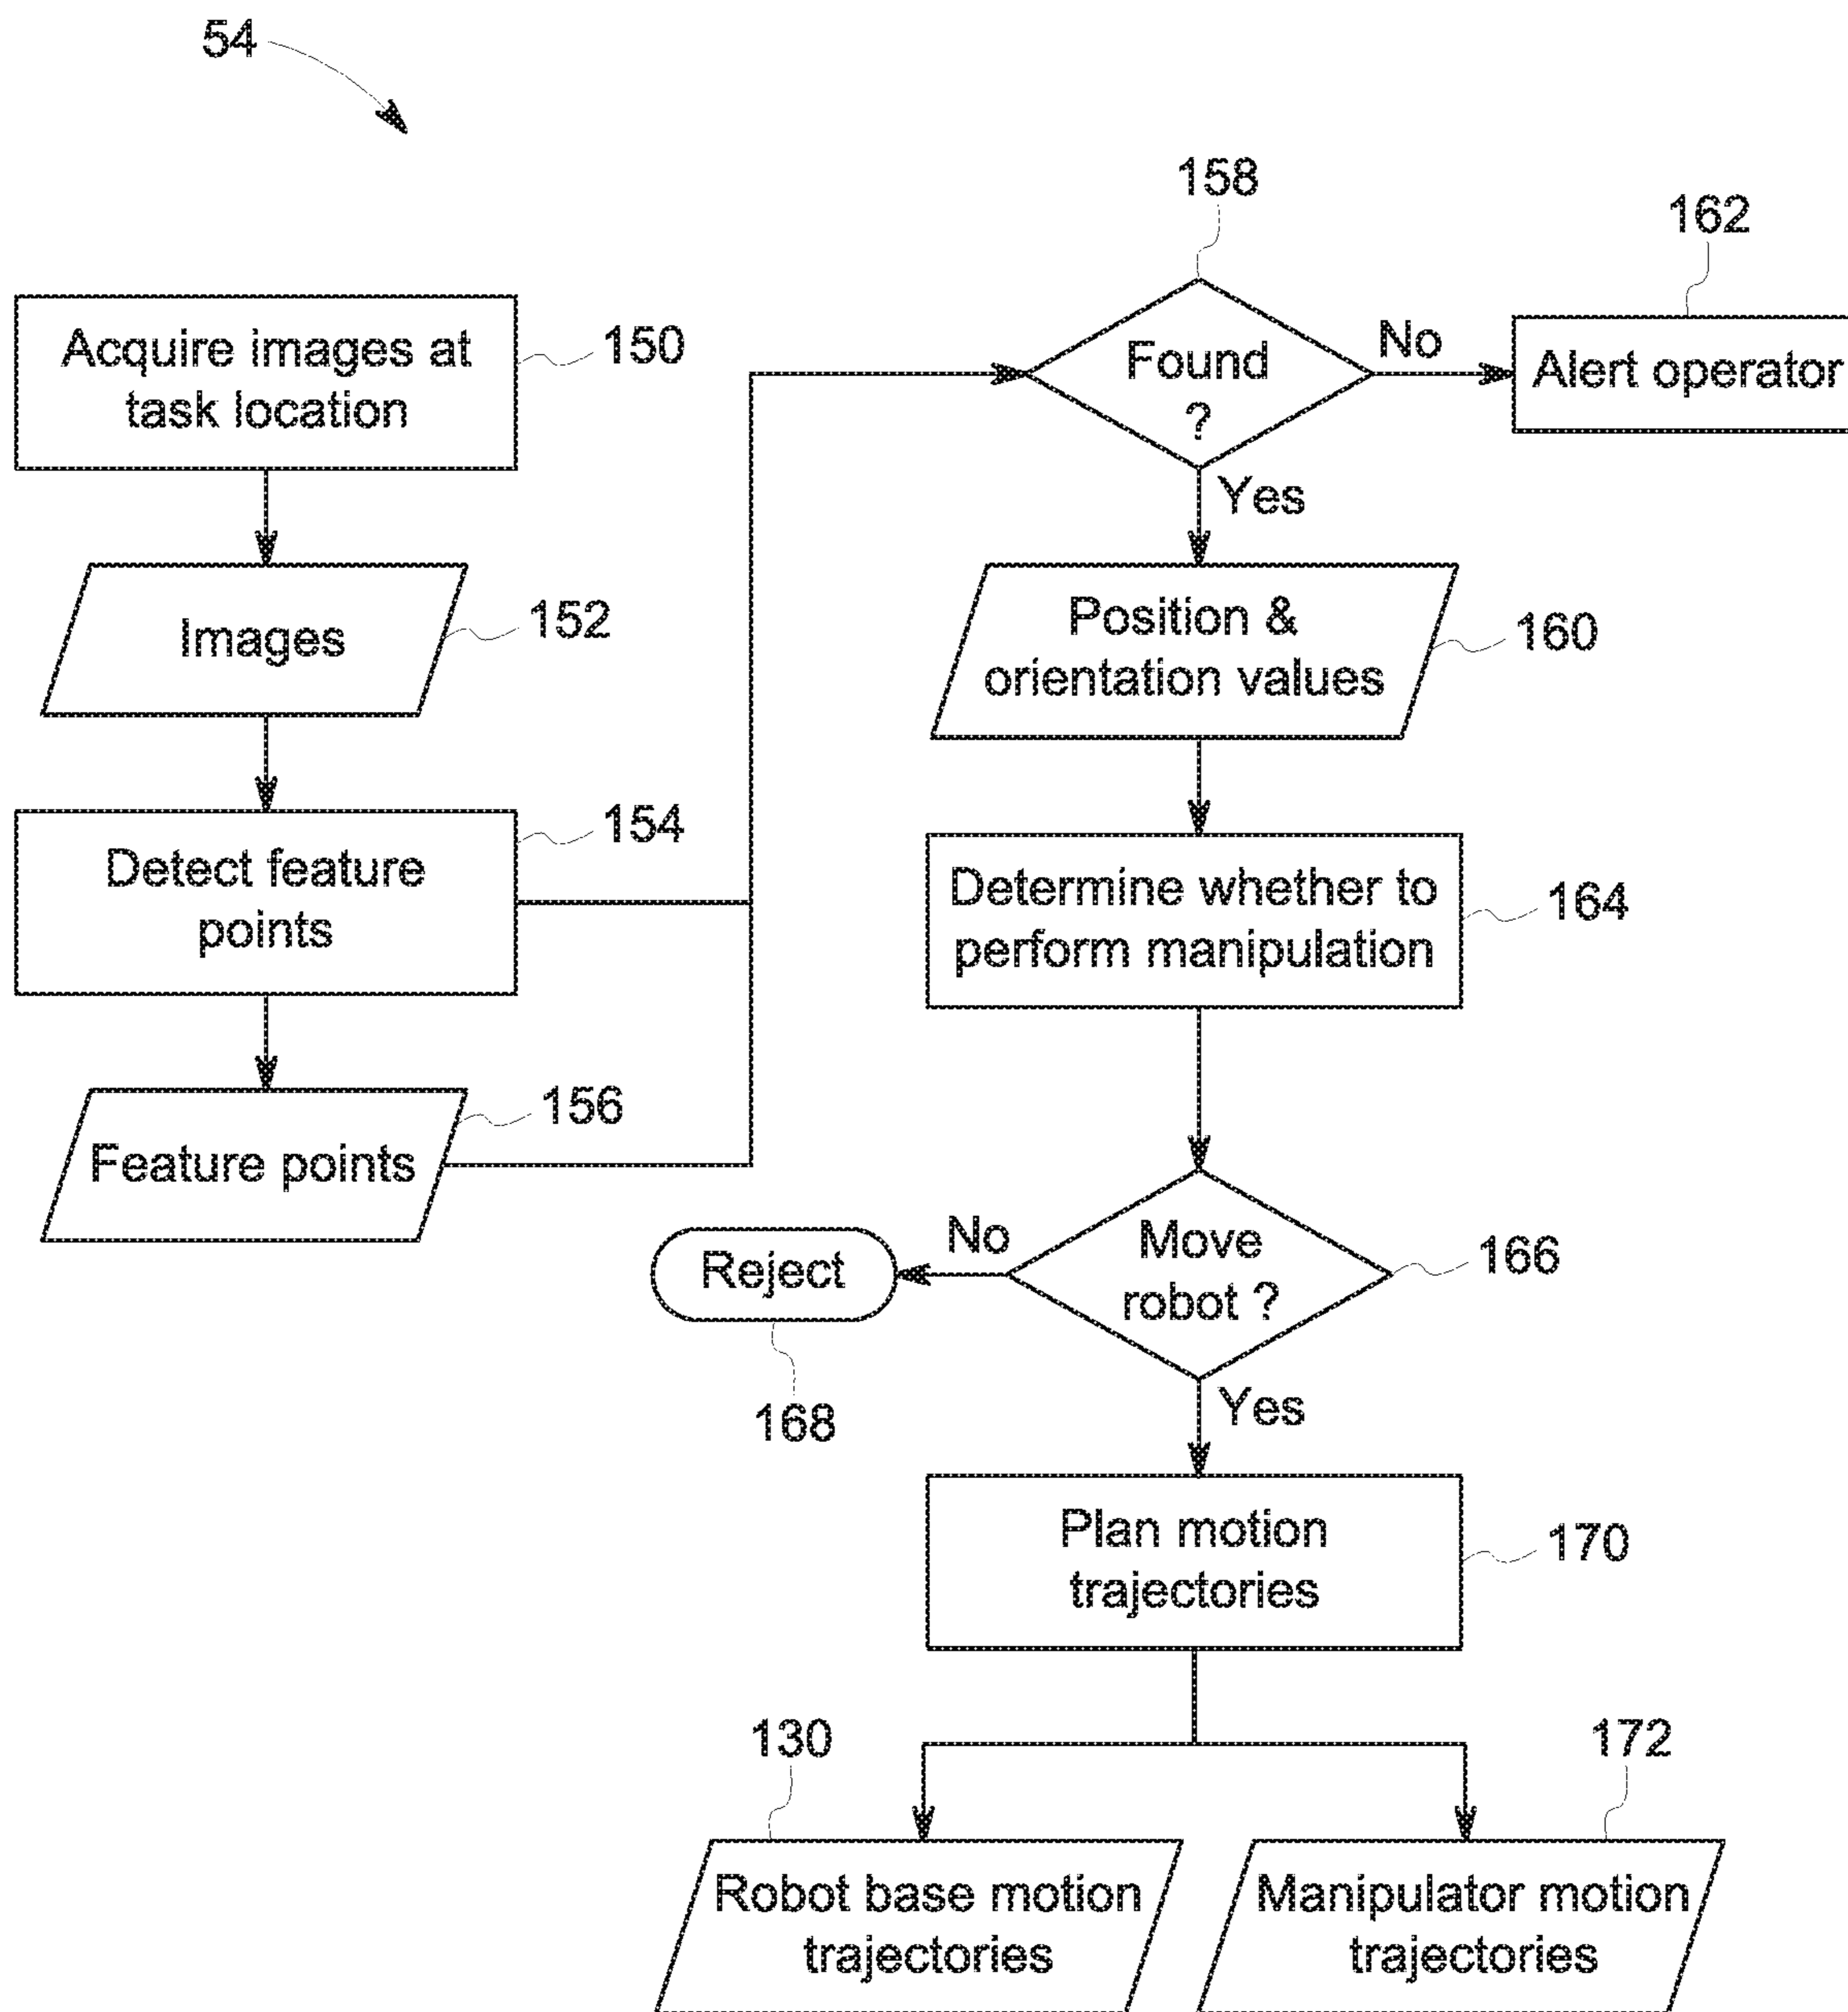 54
Acquire images at
task location
150
Images
152
Detect feature
points
154
Feature points
156
158
Found
?
No
162
Alert operator
Yes
Position &
orientation values
160
Determine whether to
perform manipulation
164
Move
robot ?
166
No
Reject
168
Yes
Plan motion
trajectories
170
130
Robot base motion
trajectories
172
Manipulator motion
trajectories